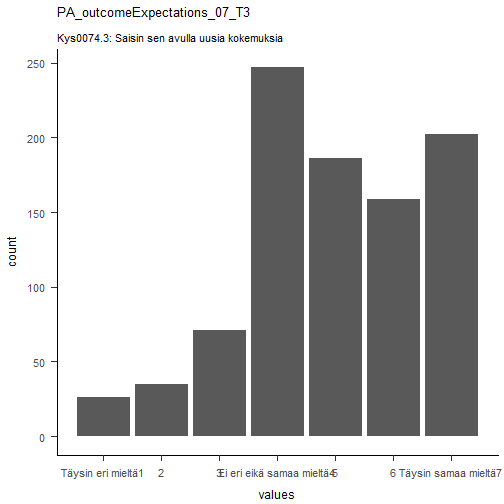 PA_outcomeExpectations_07_T3
Kys0074.3: Saisin sen avulla uusia kokemuksia
250
200
150
100
50
0
count
Täysin eri mieltä1 2 3 Ei eri eikä samaa mieltä4 5 6 Täysin samaa mieltä7
values